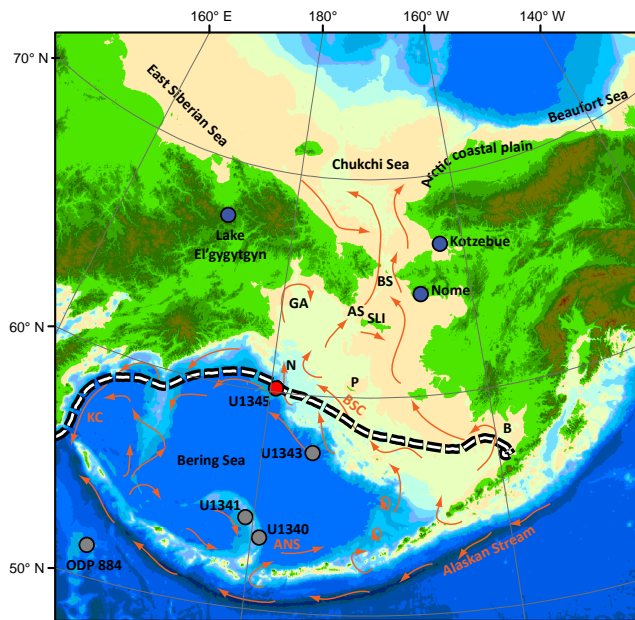 160° E
180°
160° W
140° W
70° N
East Siberian Sea
Beaufort Sea
Arctic coastal plain
Chukchi Sea
Lake
El'gygytgyn
Kotzebue
BS
Nome
GA
AS
SLI
60° N
N
P
U1345
BSC
KC
B
Bering Sea
U1343
U1341
U1340
ANS
Alaskan Stream
ODP 884
50° N